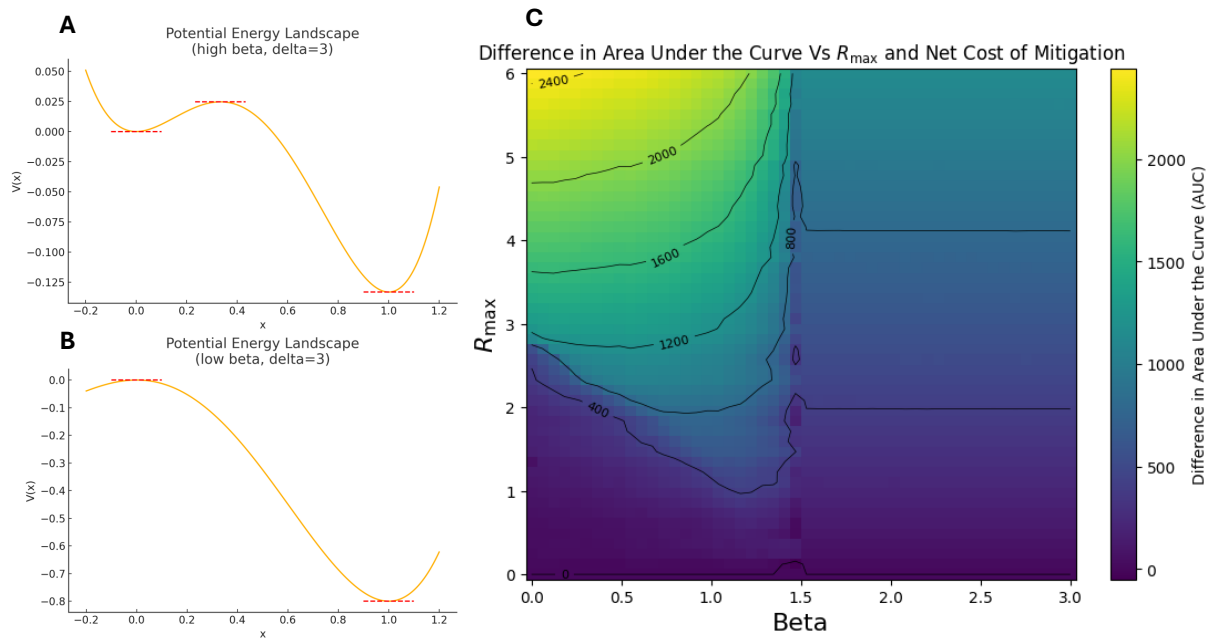 A
Potential Energy Landscape
(high beta, delta=3)
0.050
0.025
0.000
−0.025
−0.050
−0.075
−0.100
−0.125
V(x)
−0.2 0.0 0.2 0.4 0.6 0.8 1.0 1.2
x
B
Potential Energy Landscape
(low beta, delta=3)
0.0
−0.1
−0.2
−0.3
−0.4
−0.5
−0.6
−0.7
−0.8
V(x)
−0.2 0.0 0.2 0.4 0.6 0.8 1.0 1.2
x
C
Difference in Area Under the Curve Vs Rmax and Net Cost of Mitigation
6
5
4
3
2
1
0
Rmax
2400
2000
1600
1200
800
400
0
0.0 0.5 1.0 1.5 2.0 2.5 3.0
Beta
2000
1500
1000
500
0
Difference in Area Under the Curve (AUC)